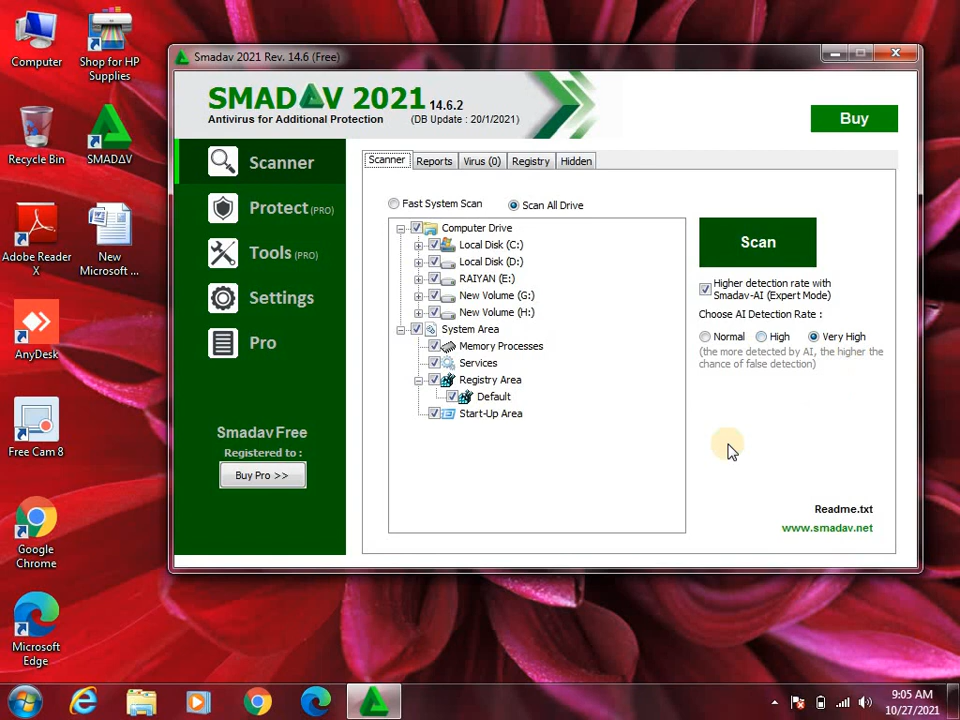 Computer
Shop for HP
Supplies
Recycle Bin
SMADΔV
Adobe Reader
X
New
Microsoft ...
AnyDesk
Free Cam 8
Google
Chrome
Microsoft
Edge
Smadav 2021 Rev. 14.6 (Free)
SMADΔV 2021 14.6.2
Antivirus for Additional Protection (DB Update : 20/1/2021)
Buy
Scanner
Protect (PRO)
Tools (PRO)
Settings
Pro
Smadav Free
Registered to :
Buy Pro >>
Scanner Reports Virus (0) Registry Hidden
Fast System Scan Scan All Drive
Computer Drive
Local Disk (C:)
Local Disk (D:)
RAIYAN (E:)
New Volume (G:)
New Volume (H:)
System Area
Memory Processes
Services
Registry Area
Default
Start-Up Area
Scan
Higher detection rate with
Smadav-AI (Expert Mode)
Choose AI Detection Rate :
Normal High Very High
(the more detected by AI, the higher the
chance of false detection)
Readme.txt
www.smadav.net
9:05 AM
10/27/2021